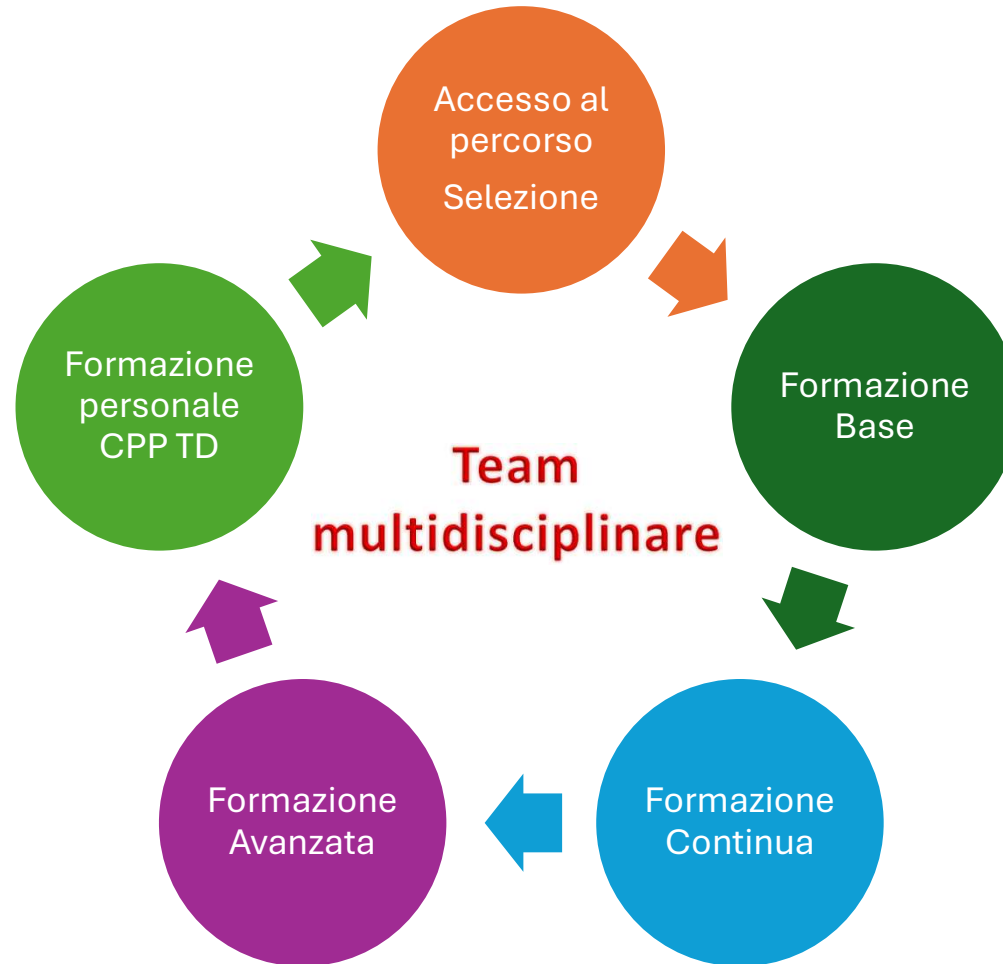 Accesso al
percorso
Selezione
Formazione
Base
Formazione
Continua
Formazione
Avanzata
Formazione
personale
CPP TD
Team
multidisciplinare